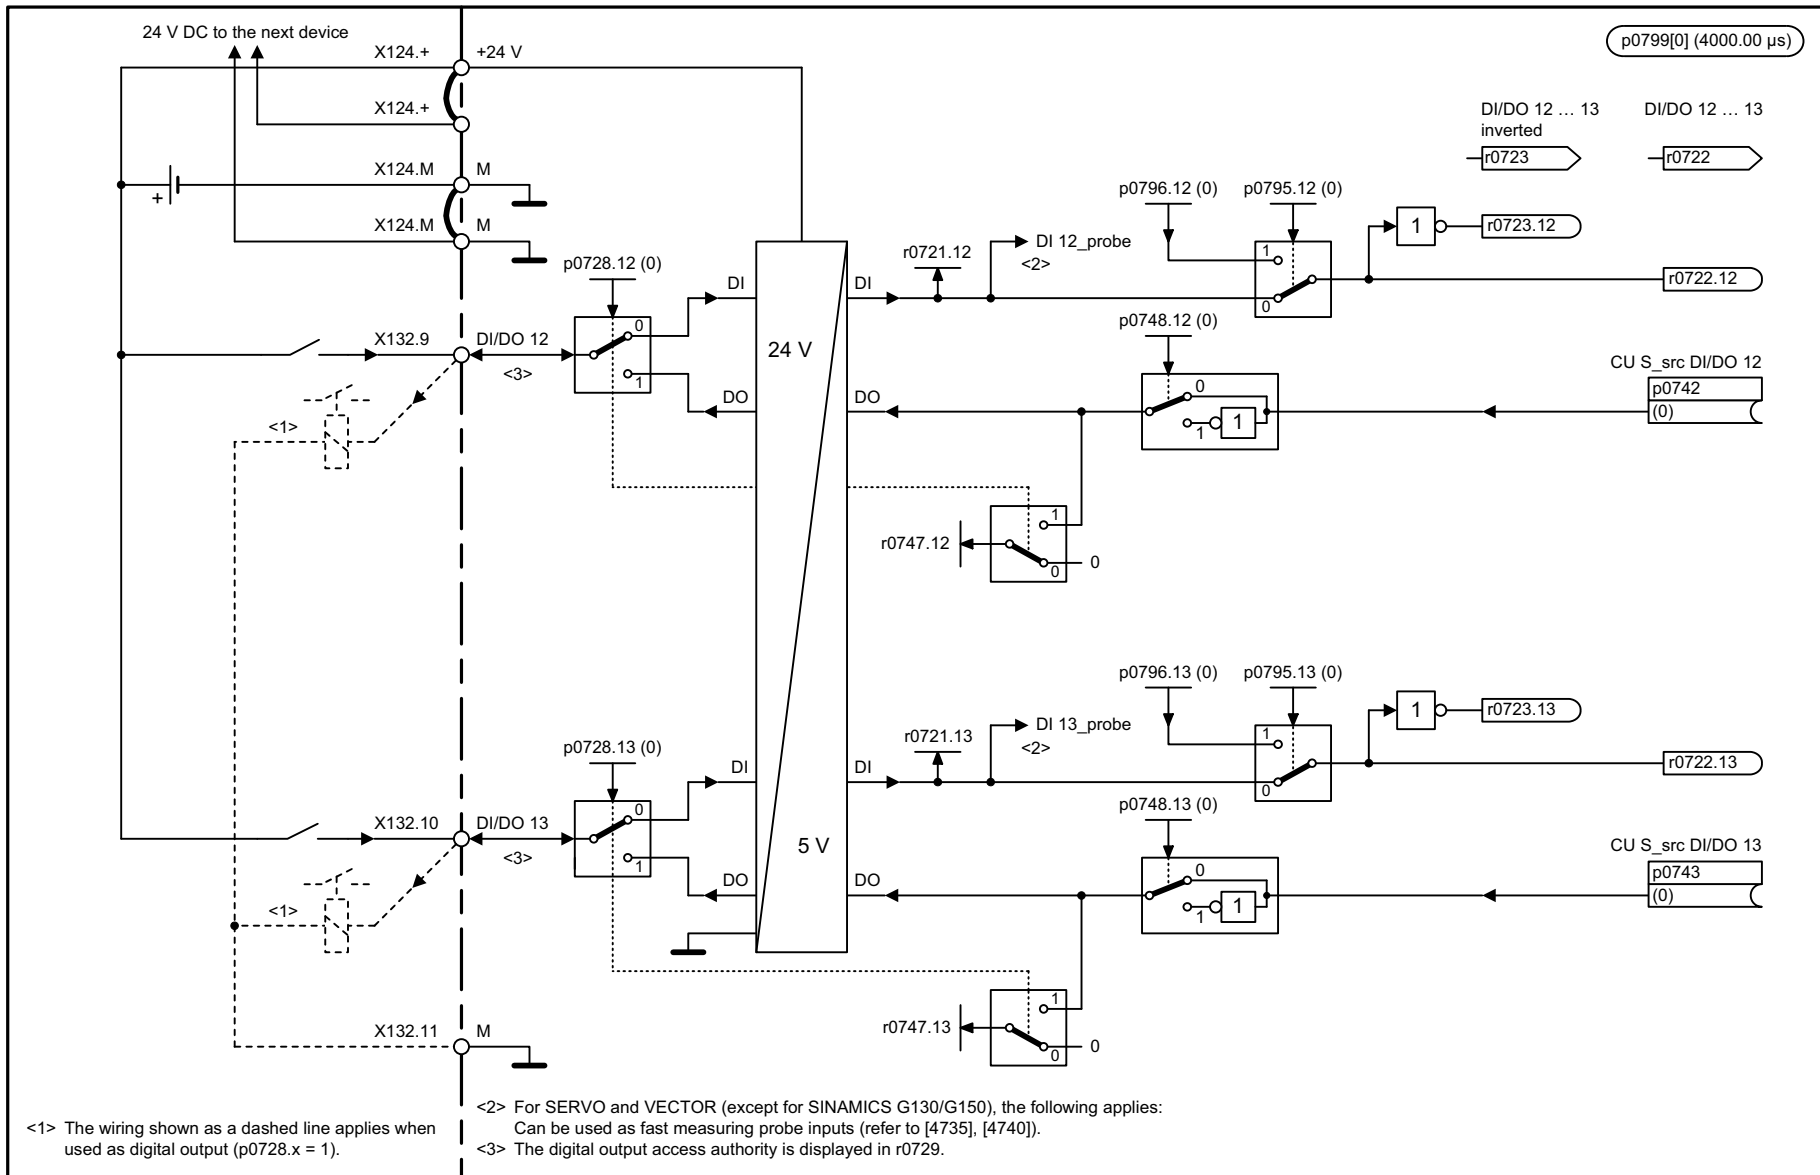 24 V DC to the next device
X124.+
+24 V
p0799[0] (4000.00 µs)
X124.+
DI/DO 12 … 13
inverted
DI/DO 12 … 13
r0723
r0722
X124.M
M
+
X124.M
M
p0796.12 (0)
p0795.12 (0)
1
r0723.12
r0721.12
DI 12_probe
<2>
1
0
r0722.12
p0728.12 (0)
DI
DI
X132.9
DI/DO 12
<3>
0
1
24 V
p0748.12 (0)
CU S_src DI/DO 12
p0742
(0)
DO
DO
0
1
1
<1>
r0747.12
1
0
0
p0796.13 (0)
p0795.13 (0)
1
r0723.13
r0721.13
DI 13_probe
<2>
1
0
r0722.13
p0728.13 (0)
DI
DI
X132.10
DI/DO 13
<3>
0
1
5 V
p0748.13 (0)
CU S_src DI/DO 13
p0743
(0)
DO
DO
0
1
1
<1>
r0747.13
1
0
0
X132.11
M
<1> The wiring shown as a dashed line applies when
used as digital output (p0728.x = 1).
<2> For SERVO and VECTOR (except for SINAMICS G130/G150), the following applies:
Can be used as fast measuring probe inputs (refer to [4735], [4740]).
<3> The digital output access authority is displayed in r0729.